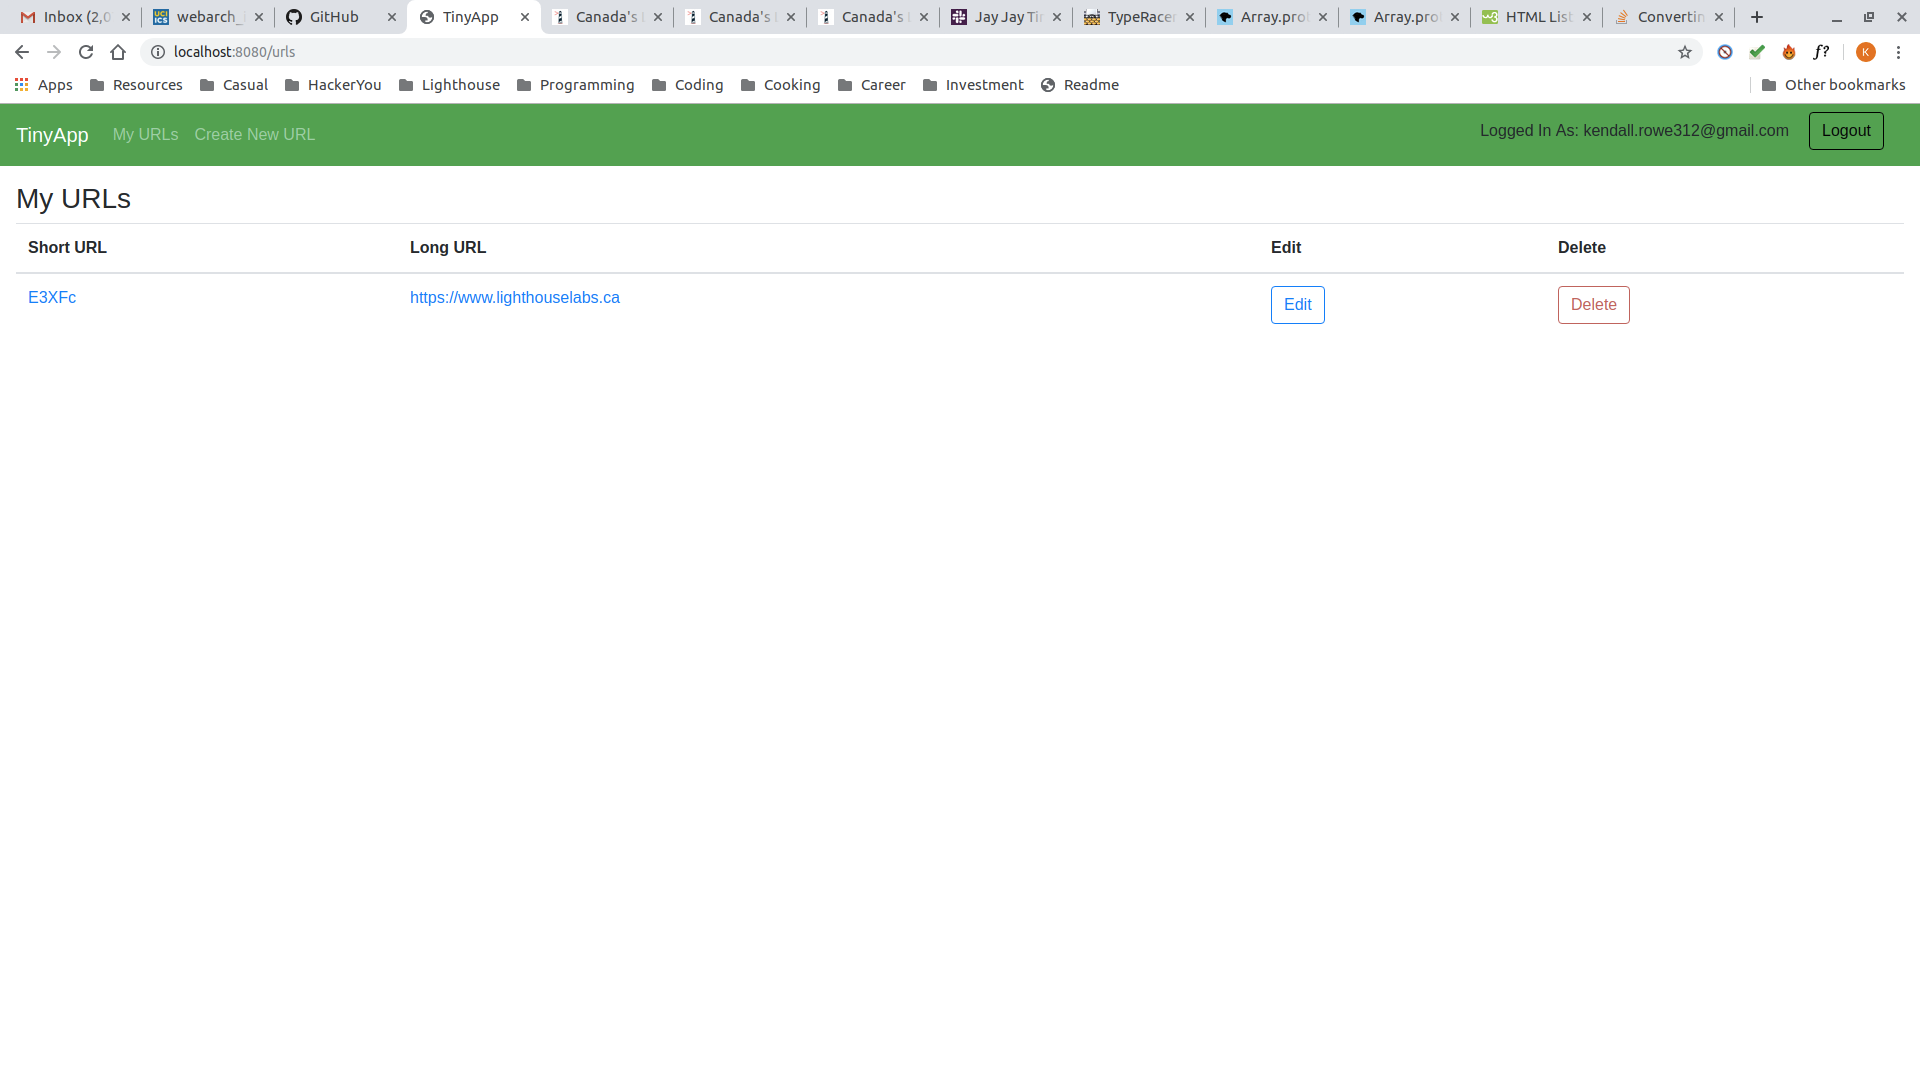 Inbox (2,0 webarch_ GitHub TinyApp Canada's Canada's Canada's Jay Jay Tir TypeRacer Array.prot Array.prot HTML List Convertin
localhost:8080/urls f? K
Apps Resources Casual HackerYou Lighthouse Programming Coding Cooking Career Investment Readme Other bookmarks
TinyApp My URLs Create New URL Logged In As: kendall.rowe312@gmail.com Logout
My URLs
Short URL Long URL Edit Delete
E3XFc https://www.lighthouselabs.ca Edit Delete